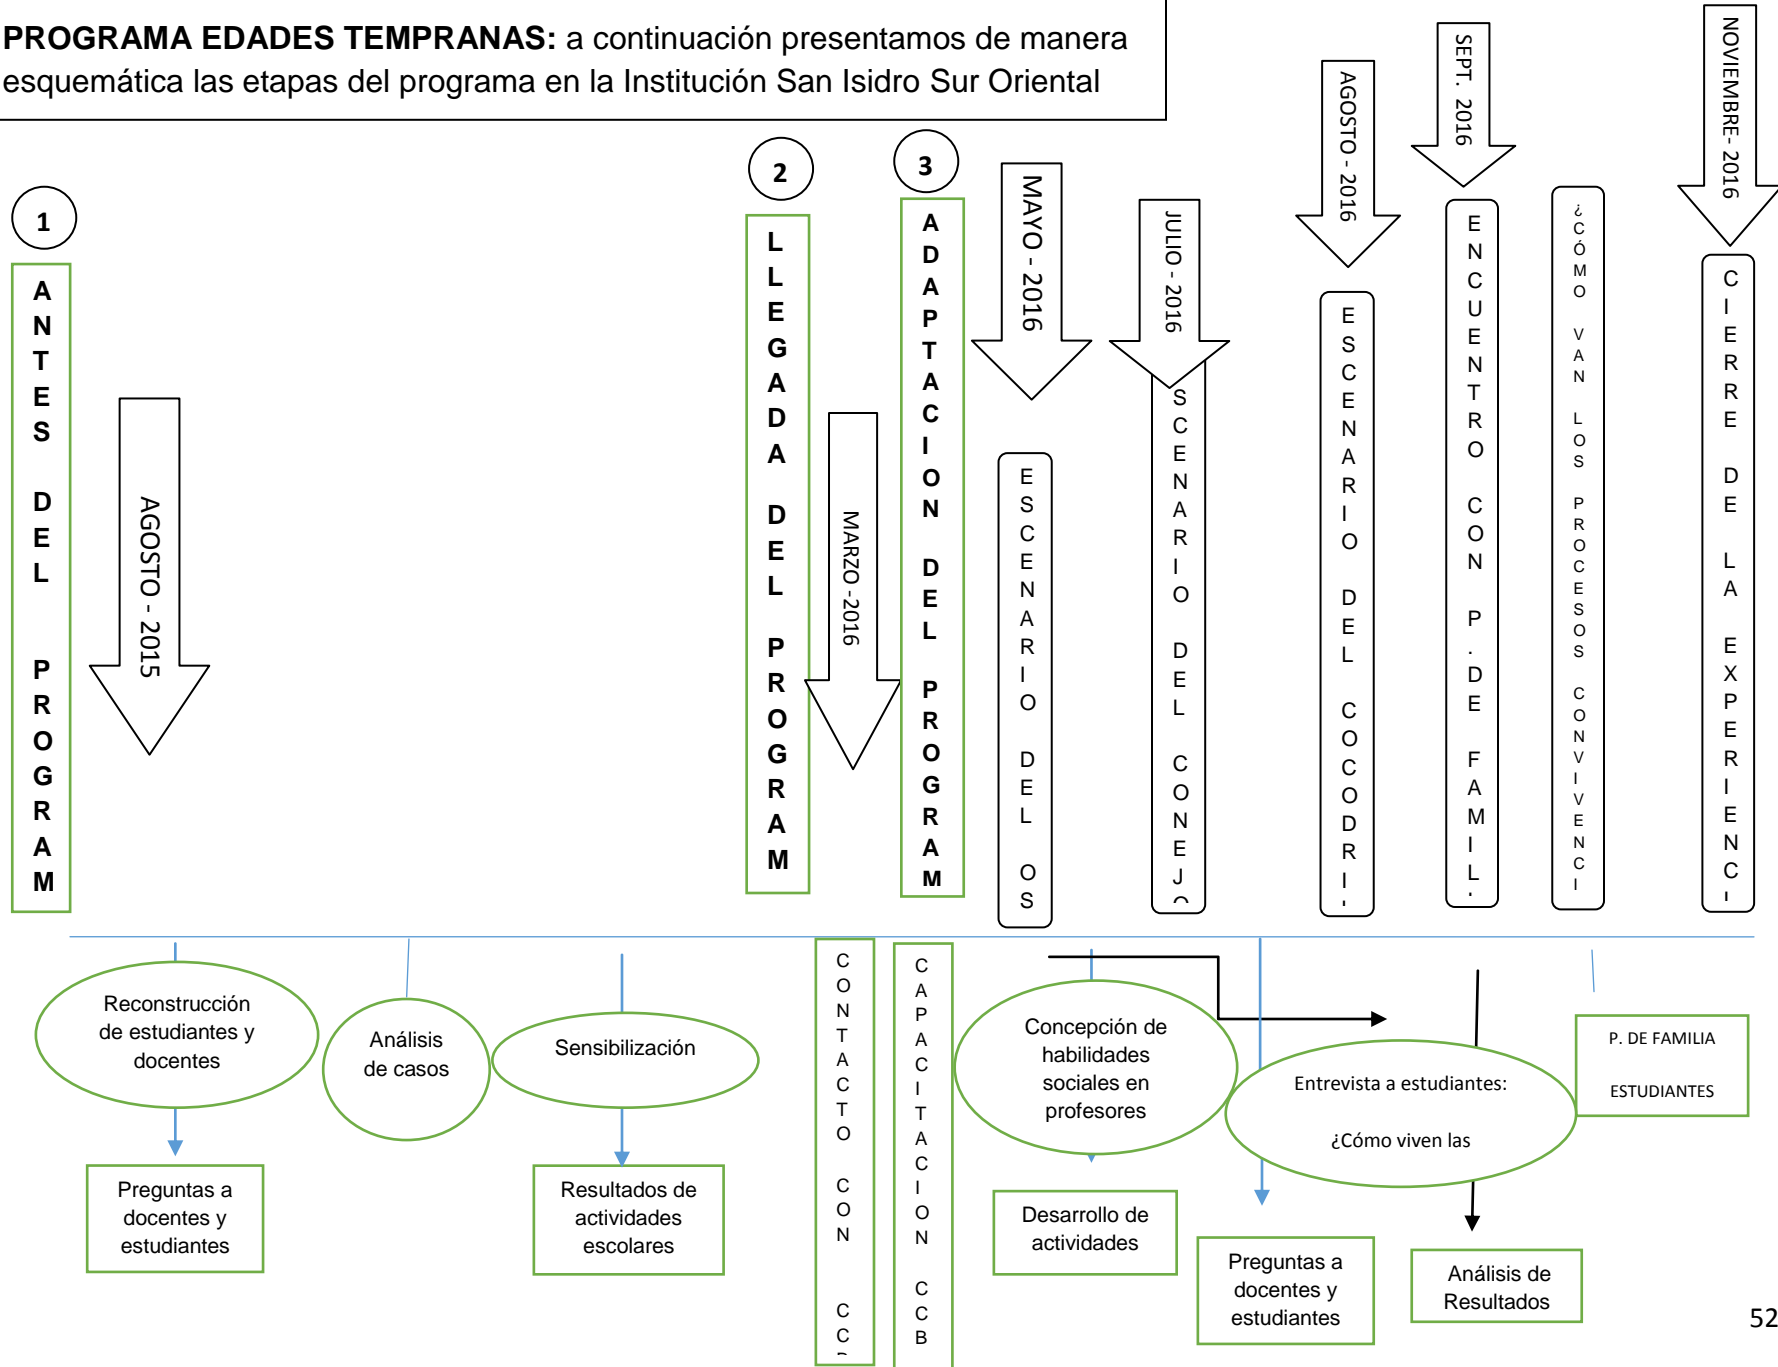 PROGRAMA EDADES TEMPRANAS: a continuación presentamos de manera
esquemática las etapas del programa en la Institución San Isidro Sur Oriental
1
ANTES DEL PROGRAM
AGOSTO - 2015
2
LLEGADA DEL PROGRAM
MARZO -2016
3
ADAPTACION DEL PROGRAM
MAYO - 2016
ESCENARIO DEL OS
JULIO - 2016
SCENARIO DEL CONEJO
AGOSTO - 2016
ESCENARIO DEL COCODRI
SEPT. 2016
ENCUENTRO CON P.DE FAMIL
¿CÓMO VAN LOS PROCESOS CONVIVENCI
NOVIEMBRE- 2016
CIERRE DE LA EXPERIENCI
Reconstrucción
de estudiantes y
docentes
Preguntas a
docentes y
estudiantes
Análisis
de casos
Sensibilización
Resultados de
actividades
escolares
CONTACTO CON CC
CAPACITACION CCB
Concepción de
habilidades
sociales en
profesores
Desarrollo de
actividades
Preguntas a
docentes y
estudiantes
Entrevista a estudiantes:
¿Cómo viven las
Análisis de
Resultados
P. DE FAMILIA
ESTUDIANTES
52